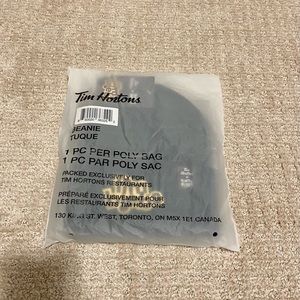 Tim Hortons
BEANIE
TUQUE
1 PC PER POLY BAG
1 PC PAR POLY SAC
PACKED EXCLUSIVELY FOR
TIM HORTONS RESTAURANTS
PRÉPARÉ EXCLUSIVEMENT POUR
LES RESTAURANTS TIM HORTONS
130 KING ST. WEST, TORONTO, ON M5X 1E1 CANADA